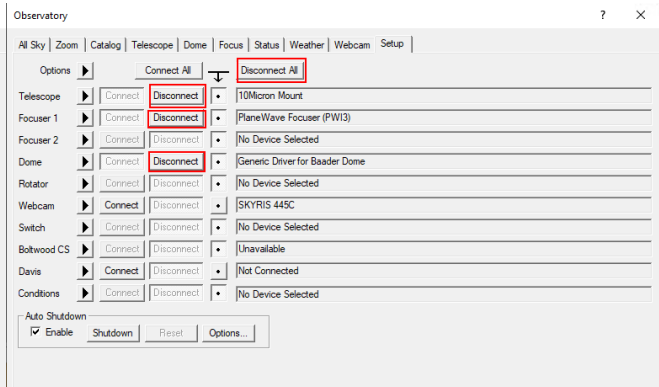 Observatory ? ×
All Sky Zoom Catalog Telescope Dome Focus Status Weather Webcam Setup
Options Connect All Disconnect All
Telescope Connect Disconnect 10Micron Mount
Focuser 1 Connect Disconnect PlaneWave Focuser (PWI3)
Focuser 2 Connect Disconnect No Device Selected
Dome Connect Disconnect Generic Driver for Baader Dome
Rotator Connect Disconnect No Device Selected
Webcam Connect Disconnect SKYRIS 445C
Switch Connect Disconnect No Device Selected
Boltwood CS Connect Disconnect Unavailable
Davis Connect Disconnect Not Connected
Conditions Connect Disconnect No Device Selected
Auto Shutdown
Enable Shutdown Reset Options...